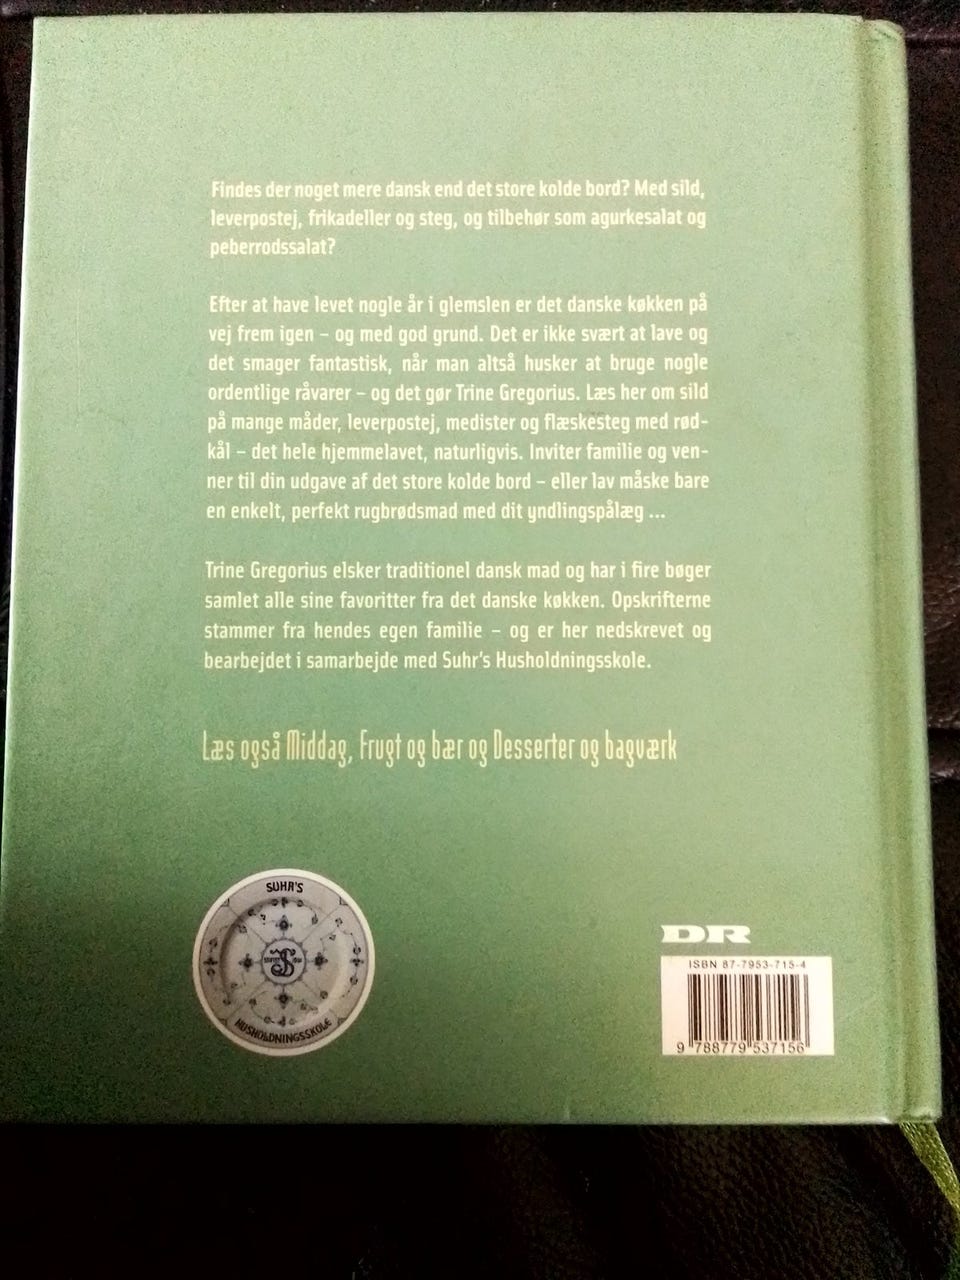 Findes der noget mere dansk end det store kolde bord? Med sild,
leverpostej, frikadeller og steg, og tilbehør som agurkesalat og
peberrodssalat?
Efter at have levet nogle år i glemslen er det danske køkken på
vej frem igen – og med god grund. Det er ikke svært at lave og
det smager fantastisk, når man altså husker at bruge nogle
ordentlige råvarer – og det gør Trine Gregorius. Læs her om sild
på mange måder, leverpostej, medister og flæskesteg med rød-
kål – det hele hjemmelavet, naturligvis. Inviter familie og ven-
ner til din udgave af det store kolde bord – eller lav måske bare
en enkelt, perfekt rugbrødsmad med dit yndlingspålæg ...
Trine Gregorius elsker traditionel dansk mad og har i fire bøger
samlet alle sine favoritter fra det danske køkken. Opskrifterne
stammer fra hendes egen familie – og er her nedskrevet og
bearbejdet i samarbejde med Suhr's Husholdningsskole.
Læs også Middag, Frugt og bær og Desserter og bagværk
SUHR'S
HUSHOLDNINGSSKOLE
DR
ISBN 87-7953-715-4
9 788779 537156